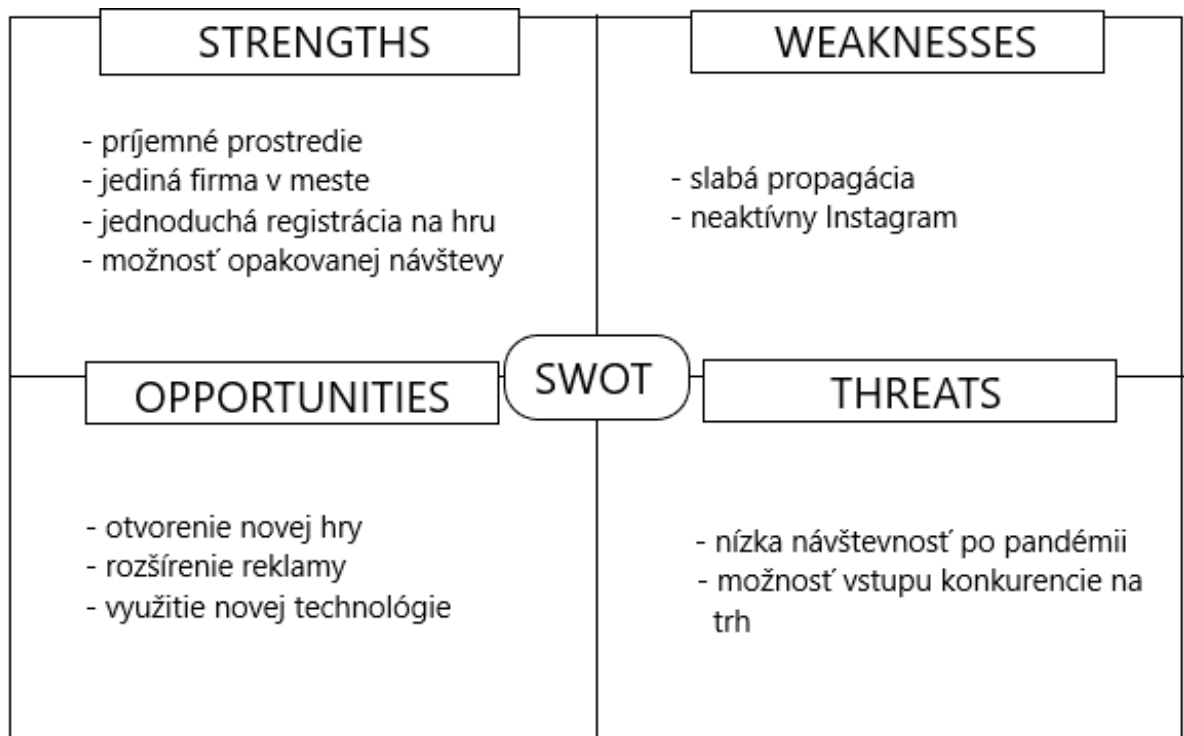 STRENGTHS
- príjemné prostredie
- jediná firma v meste
- jednoduchá registrácia na hru
- možnosť opakovanej návštevy
WEAKNESSES
- slabá propagácia
- neaktívny Instagram
SWOT
OPPORTUNITIES
- otvorenie novej hry
- rozšírenie reklamy
- využitie novej technológie
THREATS
- nízka návštevnosť po pandémii
- možnosť vstupu konkurencie na
trh